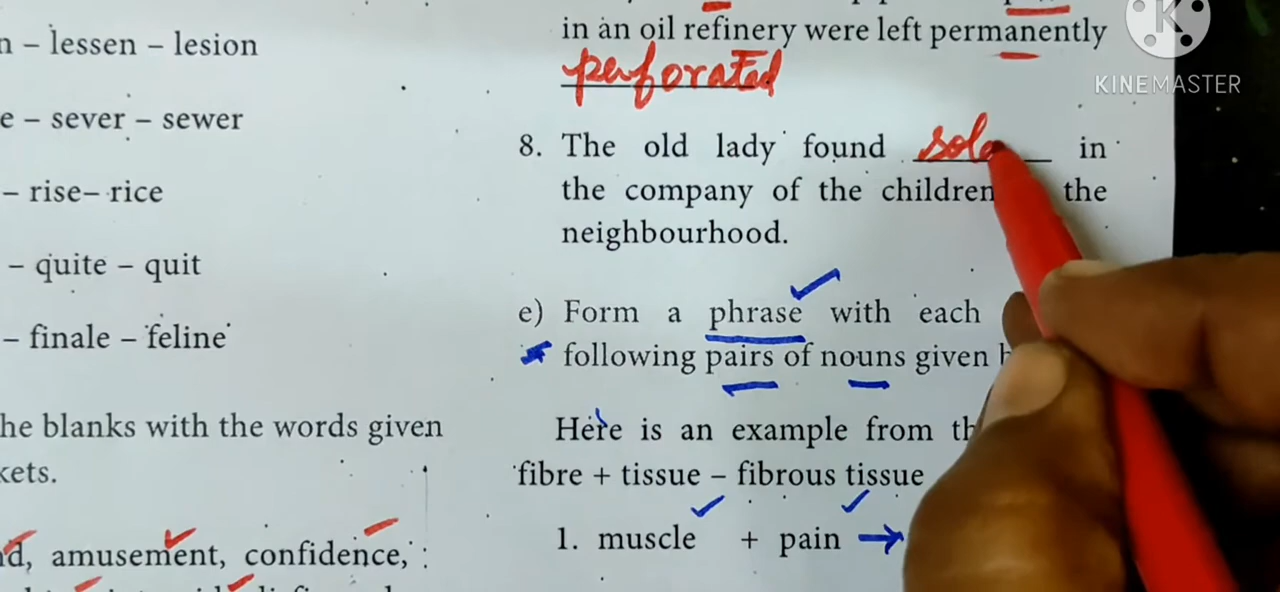 n – lessen – lesion
e – sever – sewer
– rise– rice
– quite – quit
– finale – feline
he blanks with the words given
kets.
d, amusement, confidence,
in an oil refinery were left permanently
perforated
8. The old lady found sola in
the company of the children the
neighbourhood.
e) Form a phrase with each
following pairs of nouns given
Here is an example from th
fibre + tissue – fibrous tissue
1. muscle + pain →
K
KINEMASTER